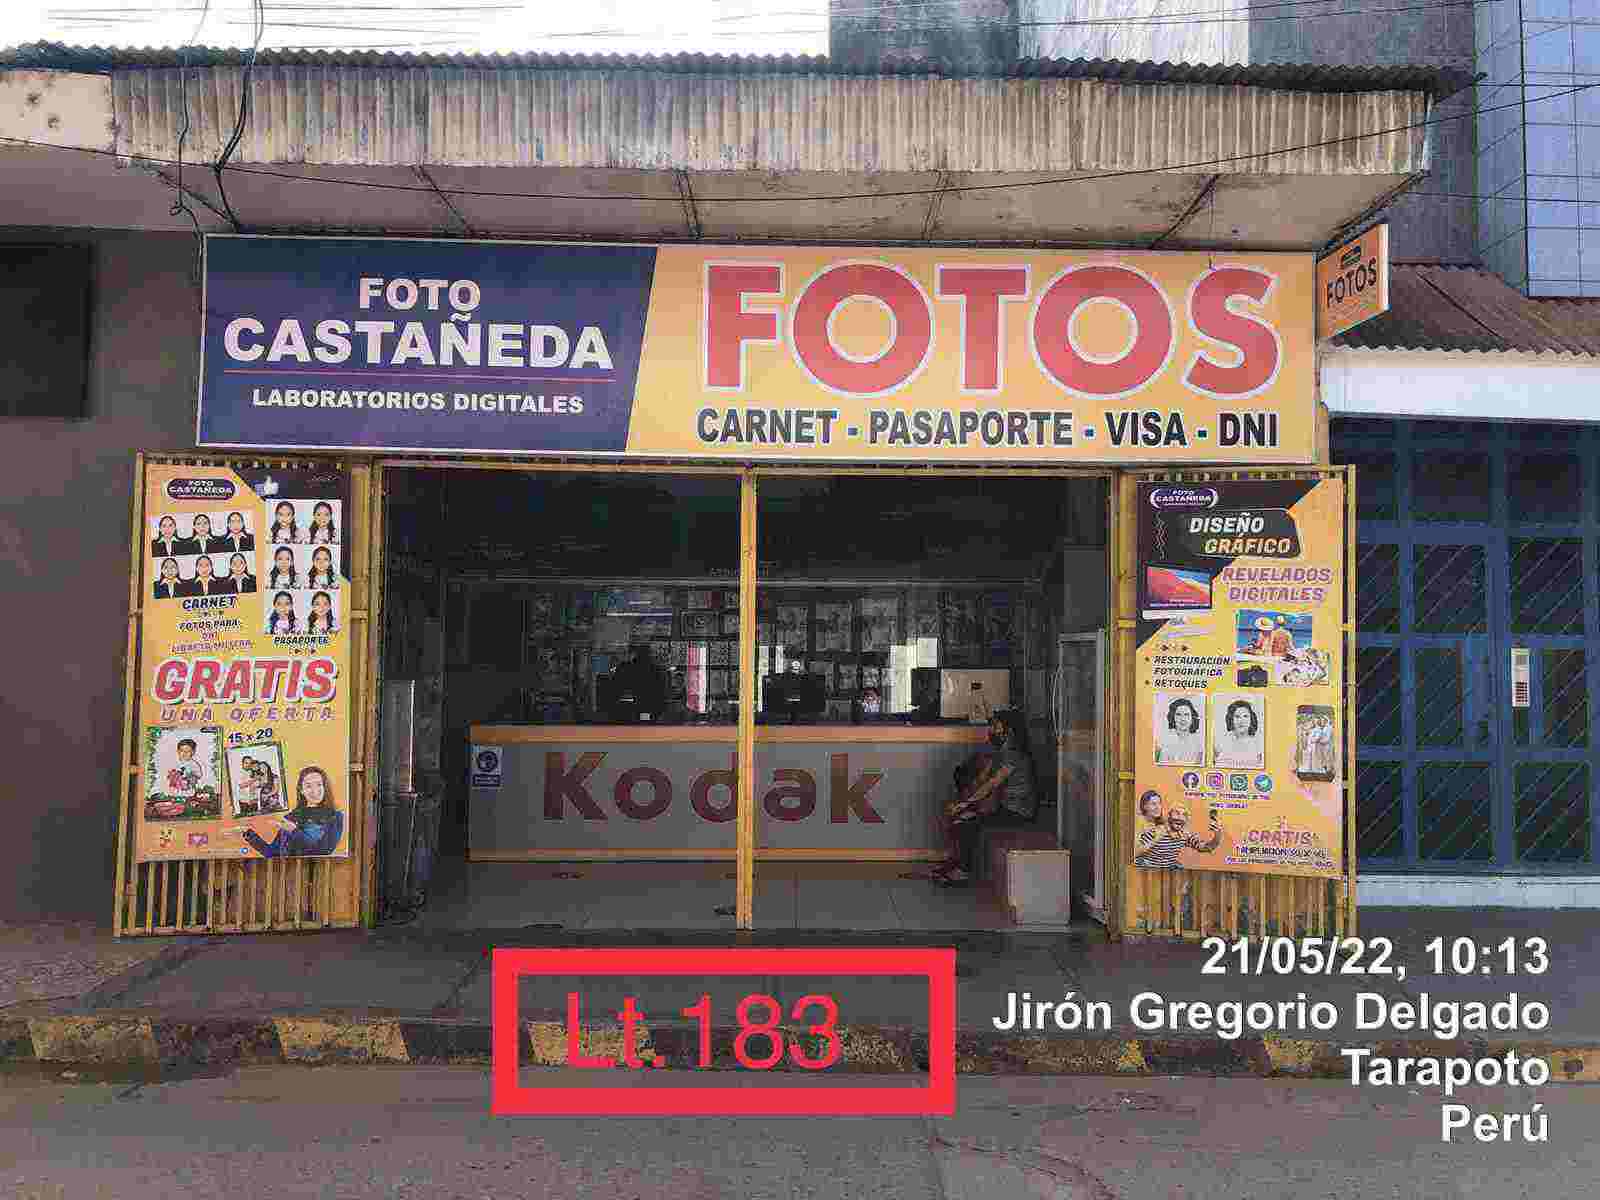 FOTO
CASTAÑEDA
LABORATORIOS DIGITALES
FOTOS
CARNET - PASAPORTE - VISA - DNI
FOTOS
FOTO
CASTAÑEDA
CARNET
FOTOS PARA:
PASAPORTE
GRATIS
UNA OFERTA
15 x 20
FOTO
CASTAÑEDA
DISEÑO
GRÁFICO
REVELADOS
DIGITALES
• RESTAURACIÓN
FOTOGRÁFICA
• RETOQUES
GRATIS
Kodak
Lt.183
21/05/22, 10:13
Jirón Gregorio Delgado
Tarapoto
Perú